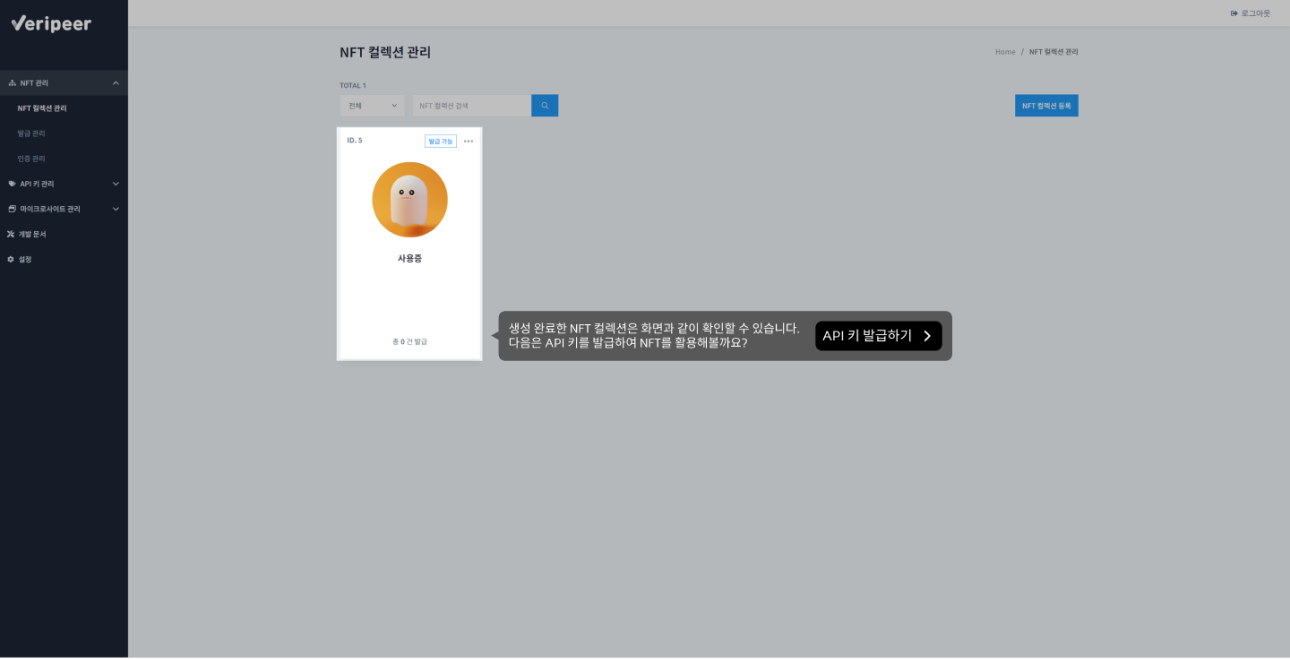 Veripeer
로그아웃
NFT 관리
NFT 컬렉션 관리
발급 관리
인증 관리
API 키 관리
마이크로사이트 관리
개발 문서
설정
NFT 컬렉션 관리
Home / NFT 컬렉션 관리
TOTAL 1
전체
NFT 컬렉션 검색
NFT 컬렉션 등록
ID. 5
발급 가능
사용중
총 0 건 발급
생성 완료한 NFT 컬렉션은 화면과 같이 확인할 수 있습니다.
다음은 API 키를 발급하여 NFT를 활용해볼까요?
API 키 발급하기